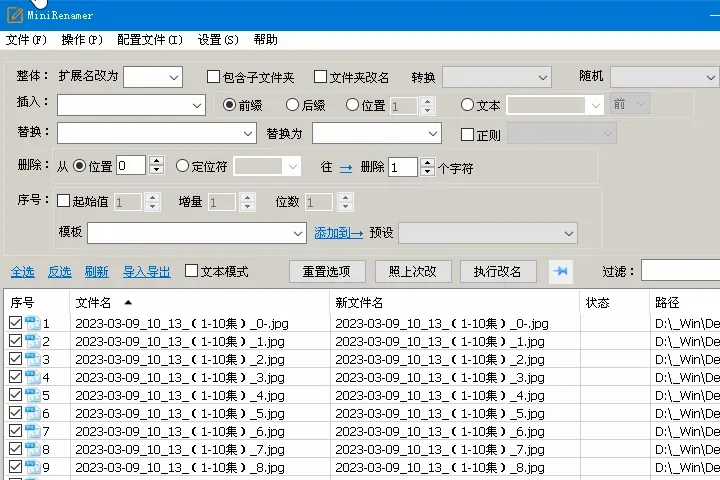 MiniRenamer
文件(F) 操作(P) 配置文件(I) 设置(S) 帮助
整体： 扩展名改为 包含子文件夹 文件夹改名 转换 随机
插入： 前缀 后缀 位置 1 文本 前
替换： 替换为 正则
删除： 从 位置 0 定位符 往 → 删除 1 个字符
序号： 起始值 1 增量 1 位数 1
模板 添加到→ 预设
全选 反选 刷新 导入导出 文本模式 重置选项 照上次改 执行改名 过滤：
序号 文件名 新文件名 状态 路径
1 2023-03-09_10_13_（1-10集）_0-.jpg 2023-03-09_10_13_（1-10集）_0-.jpg D:\_Win\De
2 2023-03-09_10_13_（1-10集）_1.jpg 2023-03-09_10_13_（1-10集）_1.jpg D:\_Win\De
3 2023-03-09_10_13_（1-10集）_2.jpg 2023-03-09_10_13_（1-10集）_2.jpg D:\_Win\De
4 2023-03-09_10_13_（1-10集）_3.jpg 2023-03-09_10_13_（1-10集）_3.jpg D:\_Win\De
5 2023-03-09_10_13_（1-10集）_4.jpg 2023-03-09_10_13_（1-10集）_4.jpg D:\_Win\De
6 2023-03-09_10_13_（1-10集）_5.jpg 2023-03-09_10_13_（1-10集）_5.jpg D:\_Win\De
7 2023-03-09_10_13_（1-10集）_6.jpg 2023-03-09_10_13_（1-10集）_6.jpg D:\_Win\De
8 2023-03-09_10_13_（1-10集）_7.jpg 2023-03-09_10_13_（1-10集）_7.jpg D:\_Win\De
9 2023-03-09_10_13_（1-10集）_8.jpg 2023-03-09_10_13_（1-10集）_8.jpg D:\_Win\De